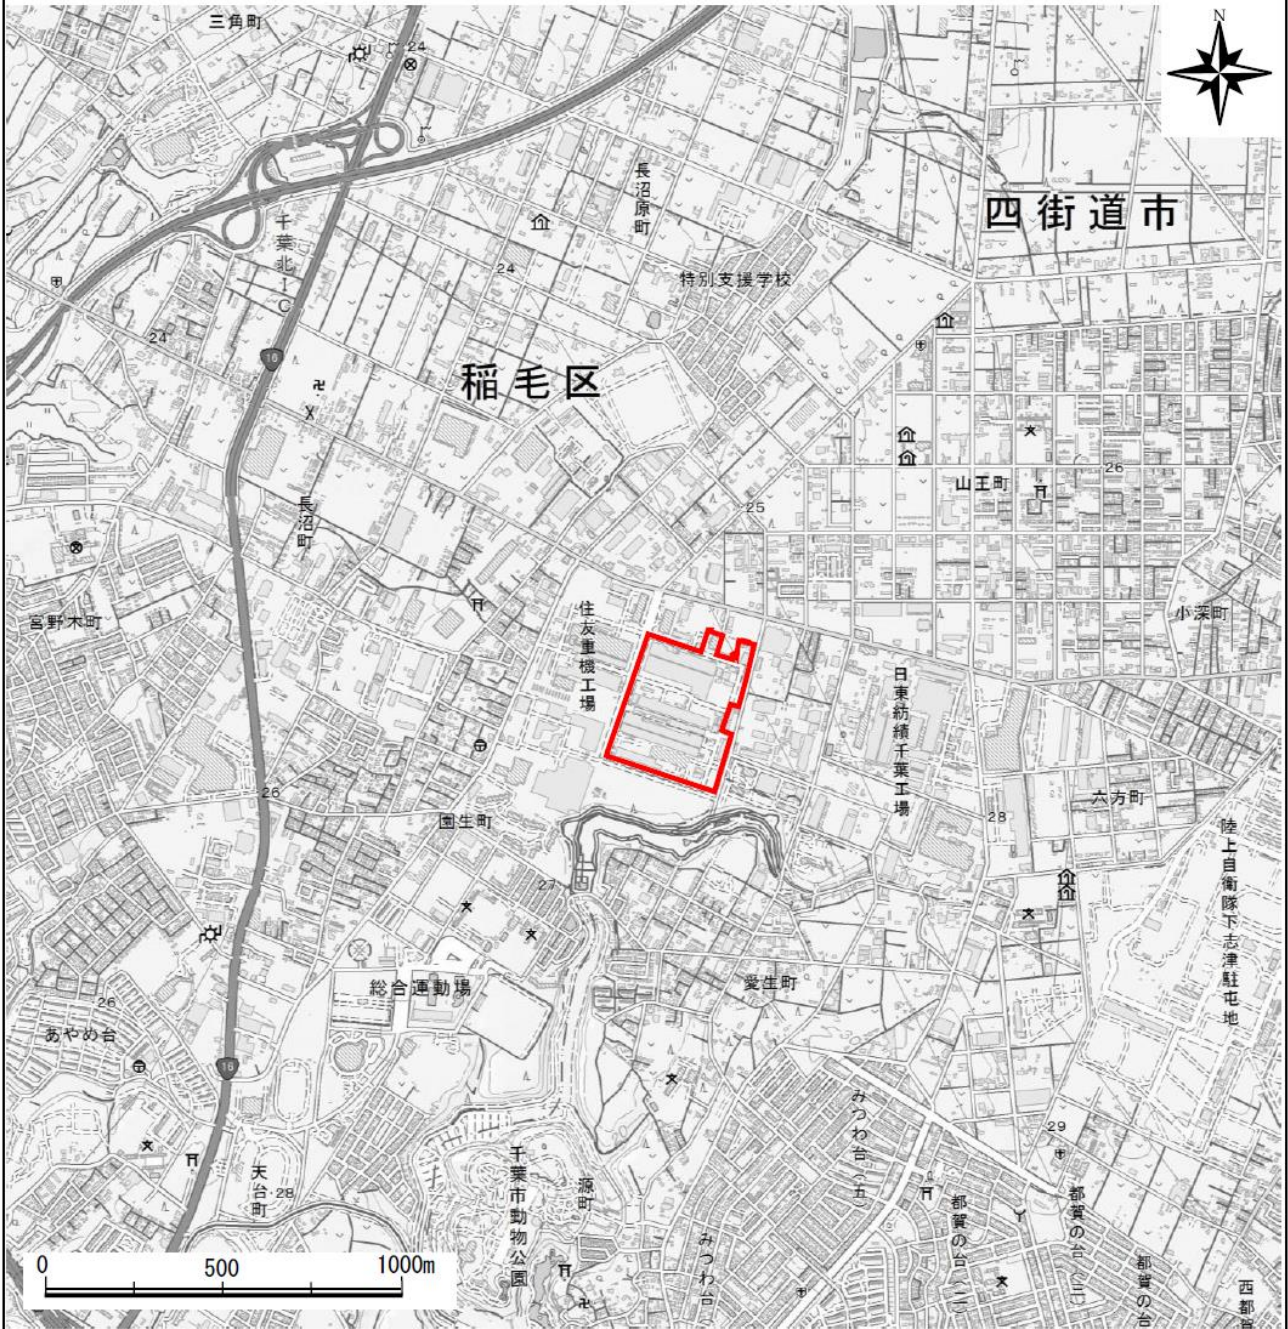 三角町
24
N
長沼原町
四街道市
千葉北IC
24
特別支援学校
24
16
稲毛区
26
山王町
25
長沼町
宮野木町
小深町
住友重機工場
日東紡績千葉工場
26
六方町
園生町
28
陸上自衛隊下志津駐屯地
27
総合運動場
愛生町
26
あやめ台
16
みつわ台(五)
29
千葉市動物公園
源町
天台町
28
都賀の台(二)
都賀の台(三)
みつわ台
都賀の台
西都賀
0 500 1000m